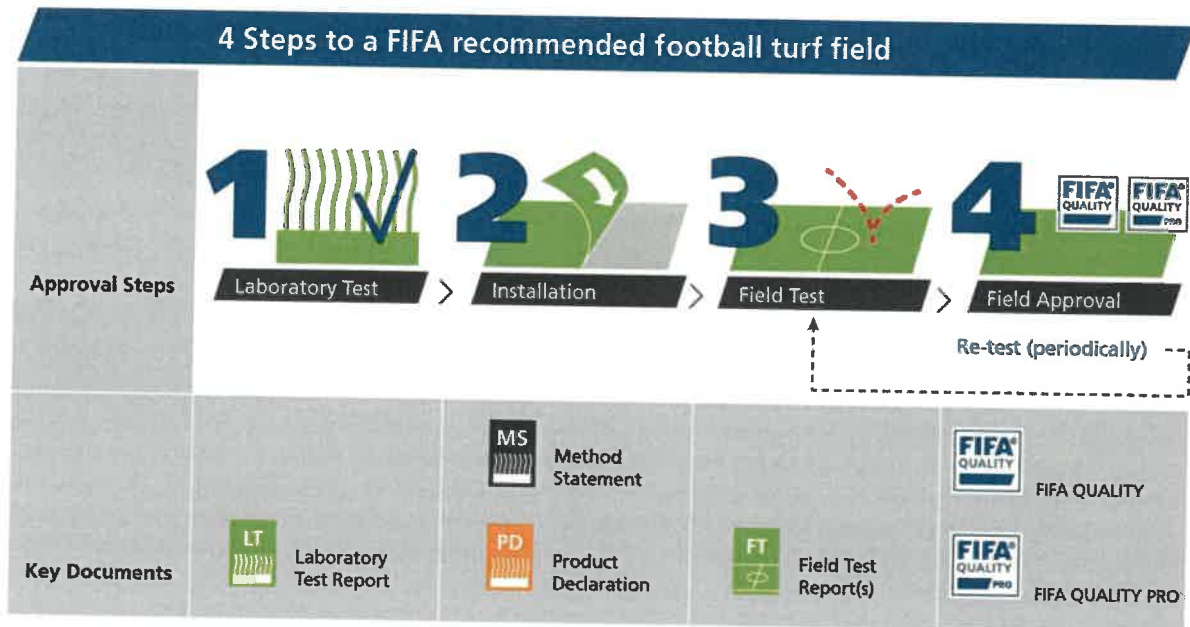 4 Steps to a FIFA recommended football turf field
Approval Steps
1
Laboratory Test
>
2
Installation
>
3
Field Test
>
4
FIFA®
QUALITY
FIFA®
QUALITY
PRO
Field Approval
Re-test (periodically)
Key Documents
LT
Laboratory
Test Report
MS
Method
Statement
PD
Product
Declaration
FT
Field Test
Report(s)
FIFA®
QUALITY
FIFA QUALITY
FIFA®
QUALITY
PRO
FIFA QUALITY PRO